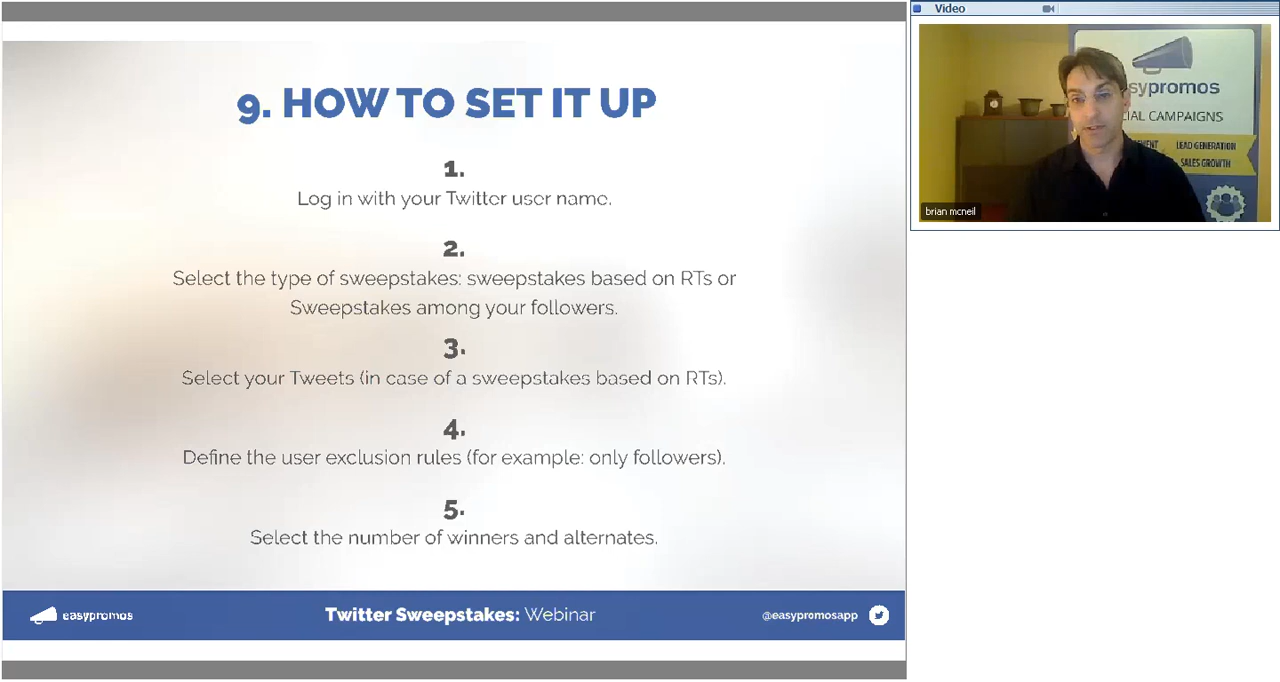 9. HOW TO SET IT UP
1.
Log in with your Twitter user name.
2.
Select the type of sweepstakes: sweepstakes based on RTs or
Sweepstakes among your followers.
3.
Select your Tweets (in case of a sweepstakes based on RTs).
4.
Define the user exclusion rules (for example: only followers).
5.
Select the number of winners and alternates.
easypromos
Twitter Sweepstakes: Webinar
@easypromosapp
Video
sypromos
CIAL CAMPAIGNS
LEAD GENERATION
SALES GROWTH
brian mcneil